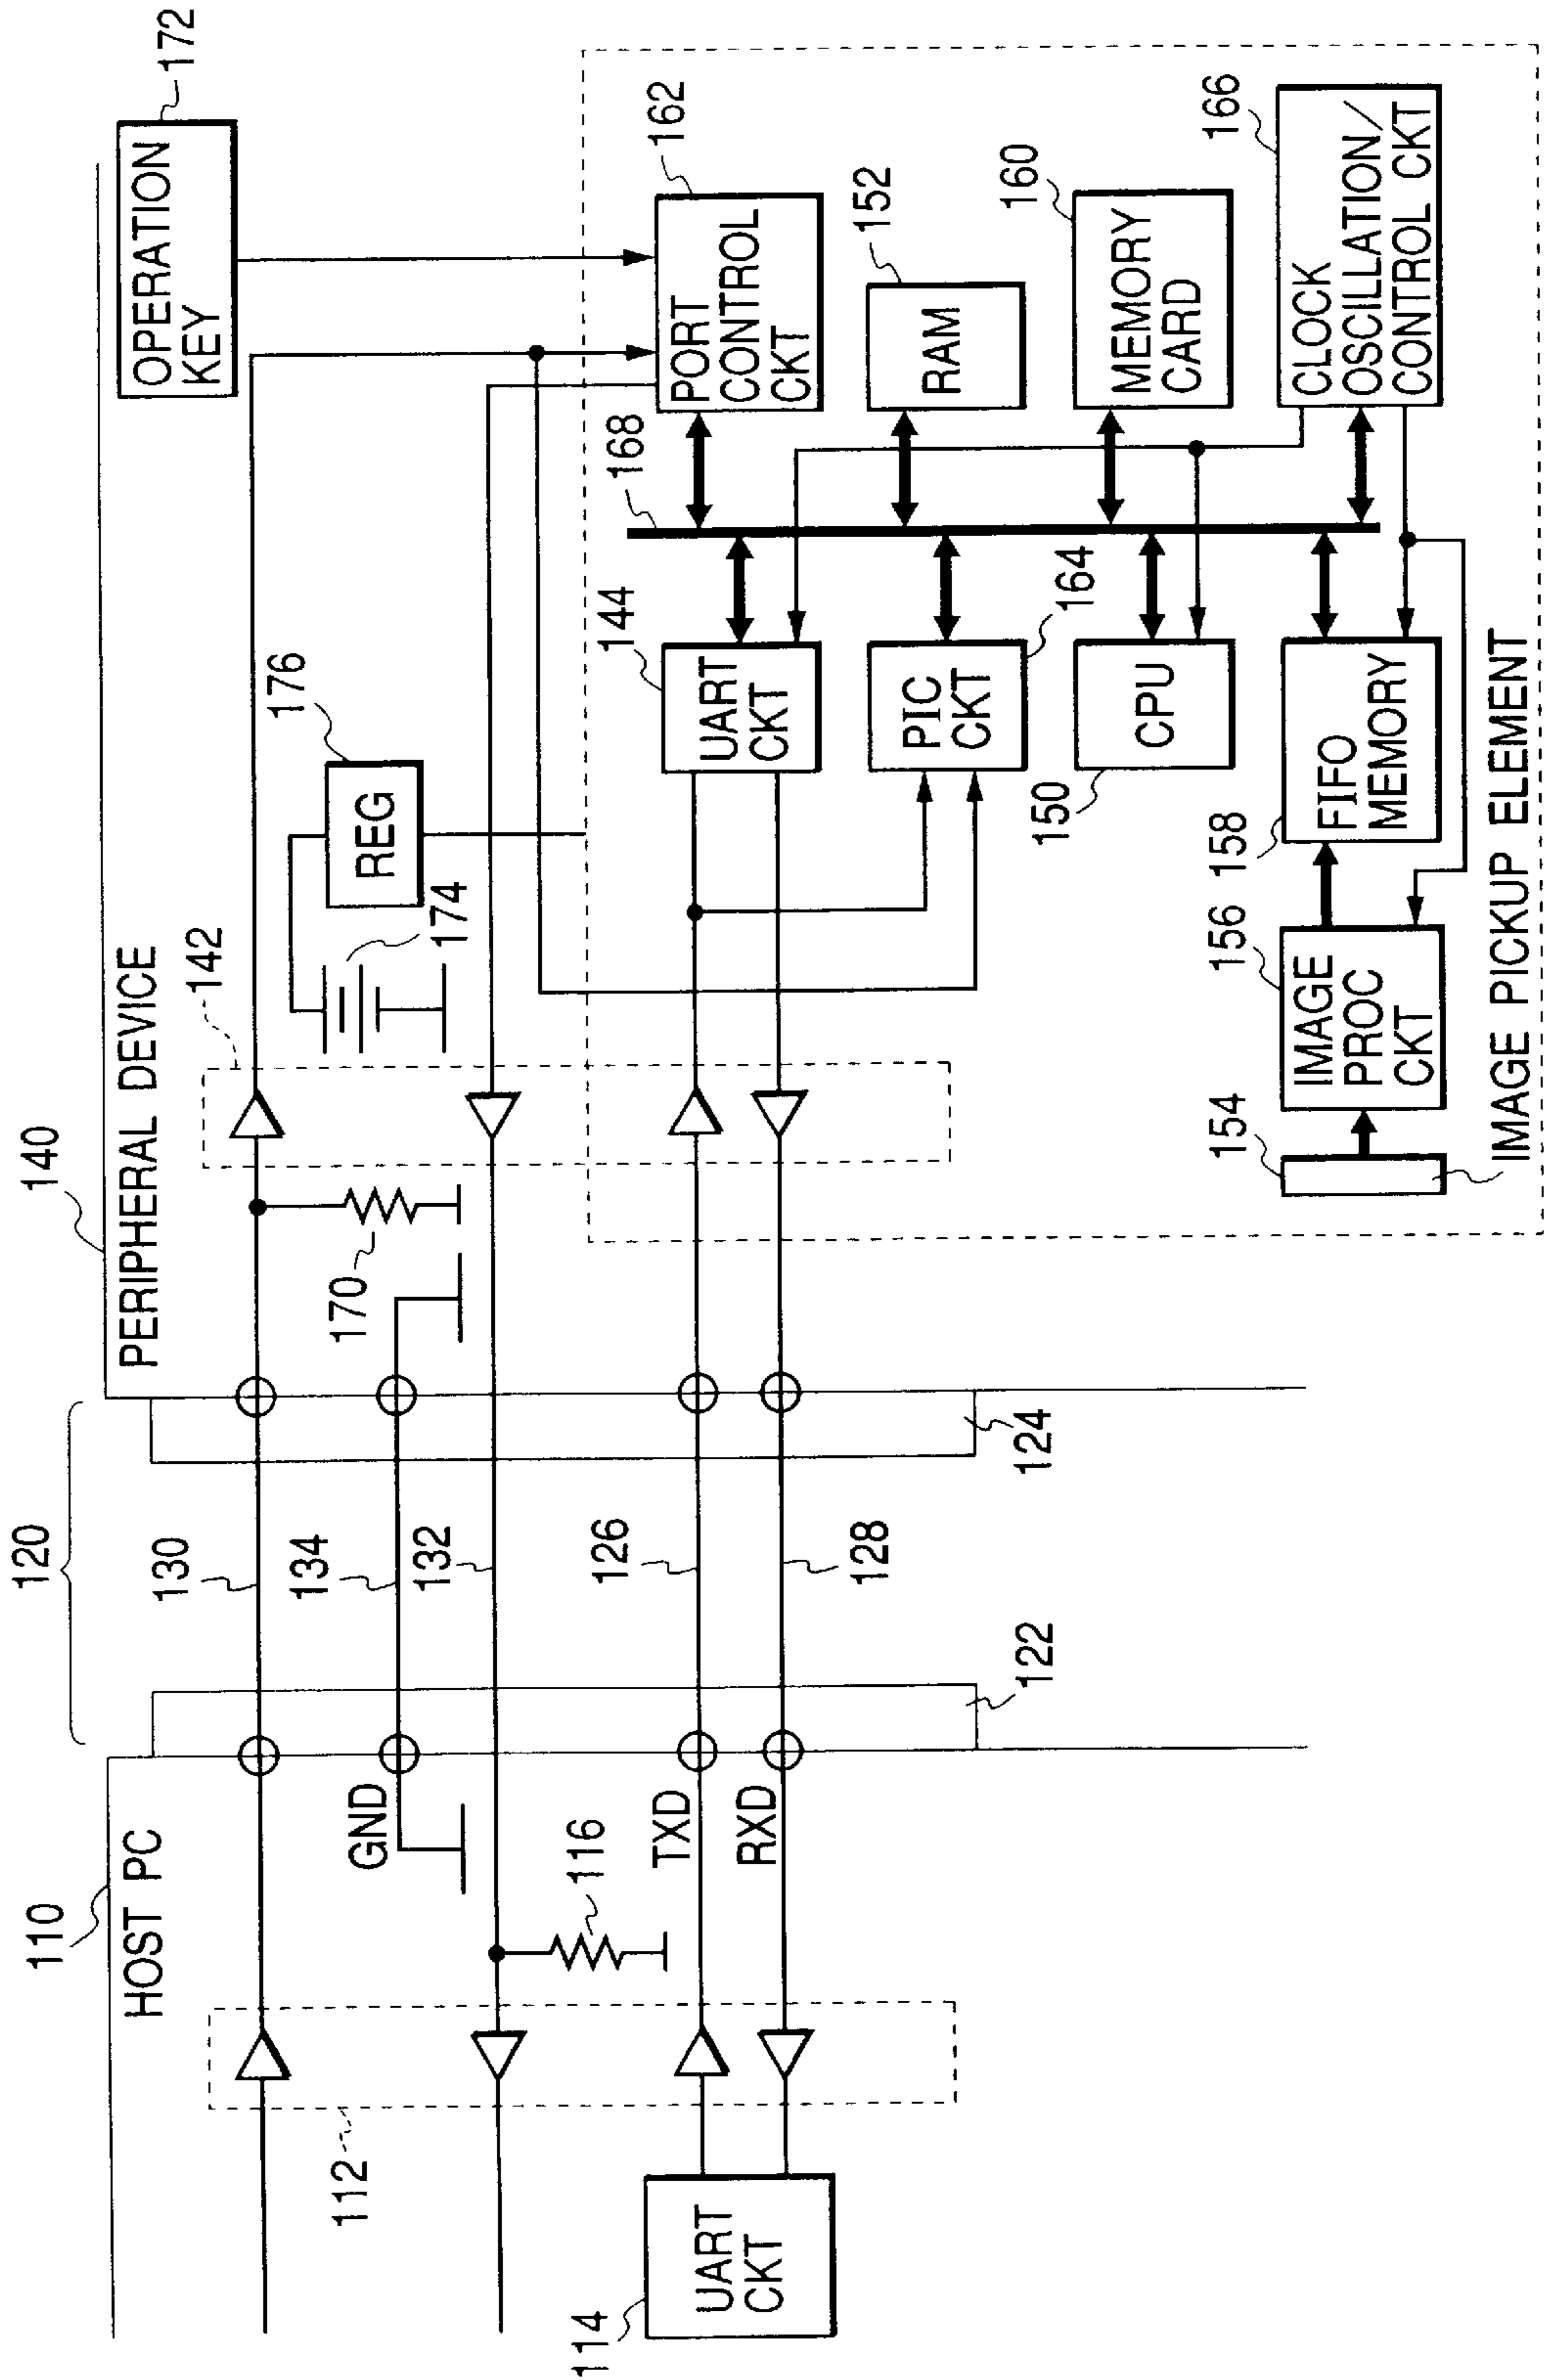 110
HOST PC
120
140
PERIPHERAL DEVICE
172
OPERATION
KEY
112
GND
130
134
132
170
142
174
176
REG
116
TXD
RXD
126
128
122
124
114
UART
CKT
144
UART
CKT
168
162
PORT
CONTROL
CKT
164
PIC
CKT
152
RAM
150
CPU
160
MEMORY
CARD
154
156
IMAGE
PROC
CKT
158
FIFO
MEMORY
166
CLOCK
OSCILLATION/
CONTROL CKT
IMAGE PICKUP ELEMENT